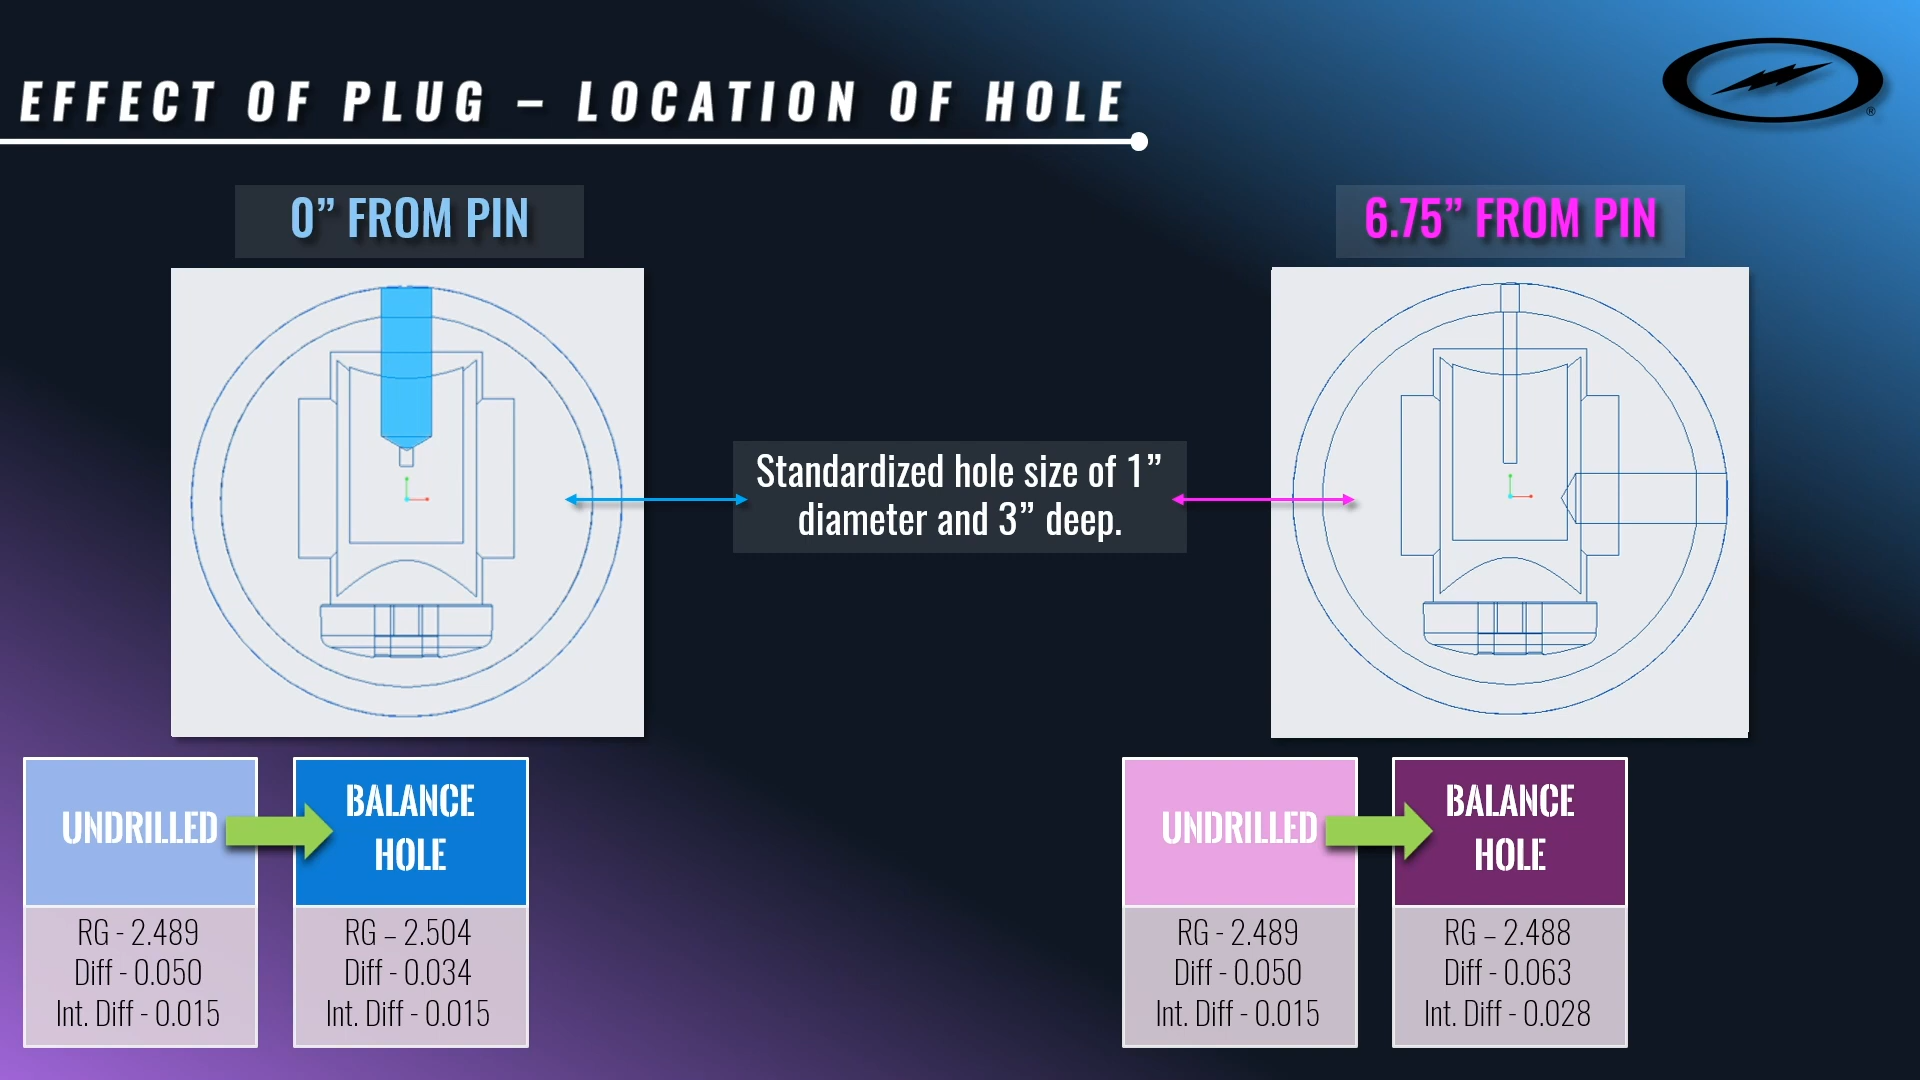 EFFECT OF PLUG – LOCATION OF HOLE
®
0” FROM PIN
6.75” FROM PIN
Standardized hole size of 1”
diameter and 3” deep.
UNDRILLED
BALANCE
HOLE
RG - 2.489
Diff - 0.050
Int. Diff - 0.015
RG – 2.504
Diff - 0.034
Int. Diff - 0.015
UNDRILLED
BALANCE
HOLE
RG - 2.489
Diff - 0.050
Int. Diff - 0.015
RG – 2.488
Diff - 0.063
Int. Diff - 0.028